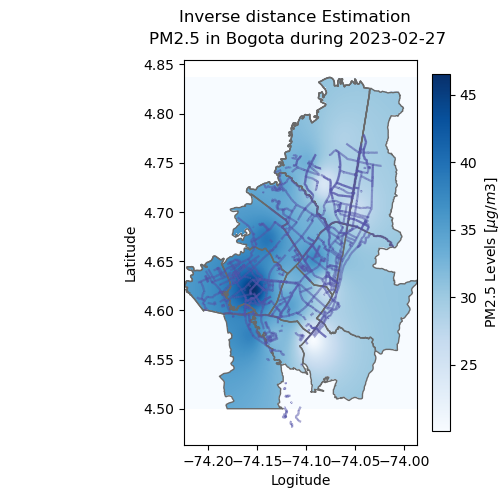 Inverse distance Estimation
PM2.5 in Bogota during 2023-02-27
4.85
4.80
4.75
4.70
4.65
4.60
4.55
4.50
Latitude
−74.20 −74.15 −74.10 −74.05 −74.00
Logitude
45
40
35
30
25
PM2.5 Levels [μg/m3]